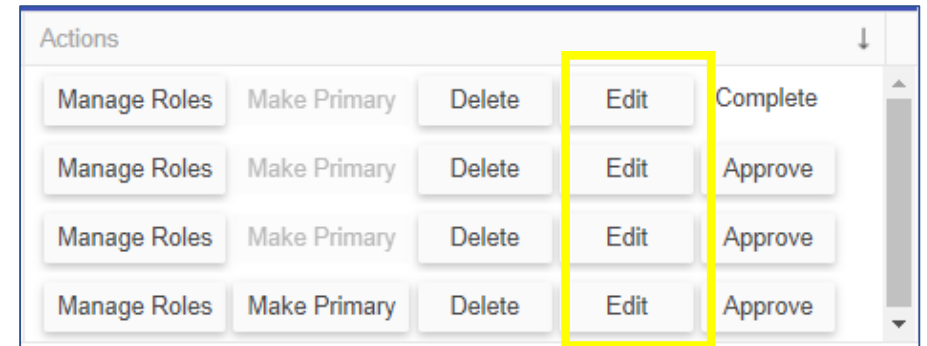 Actions ↓
Manage Roles Make Primary Delete Edit Complete
Manage Roles Make Primary Delete Edit Approve
Manage Roles Make Primary Delete Edit Approve
Manage Roles Make Primary Delete Edit Approve